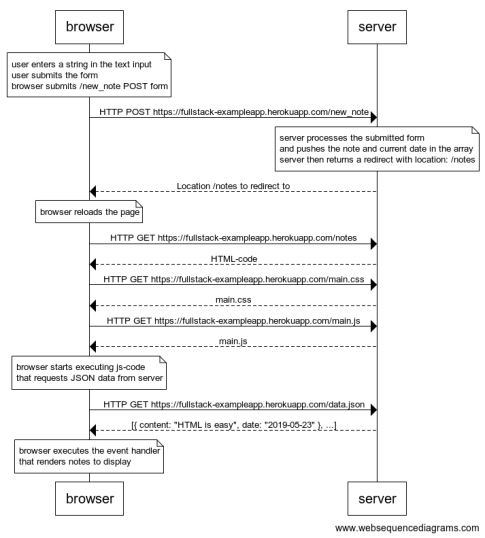 browser
server
user enters a string in the text input
user submits the form
browser submits /new_note POST form
HTTP POST https://fullstack-exampleapp.herokuapp.com/new_note
server processes the submitted form
and pushes the note and current date in the array
server then returns a redirect with location: /notes
Location /notes to redirect to
browser reloads the page
HTTP GET https://fullstack-exampleapp.herokuapp.com/notes
HTML-code
HTTP GET https://fullstack-exampleapp.herokuapp.com/main.css
main.css
HTTP GET https://fullstack-exampleapp.herokuapp.com/main.js
main.js
browser starts executing js-code
that requests JSON data from server
HTTP GET https://fullstack-exampleapp.herokuapp.com/data.json
[{ content: "HTML is easy", date: "2019-05-23" }, ...]
browser executes the event handler
that renders notes to display
browser
server
www.websequencediagrams.com